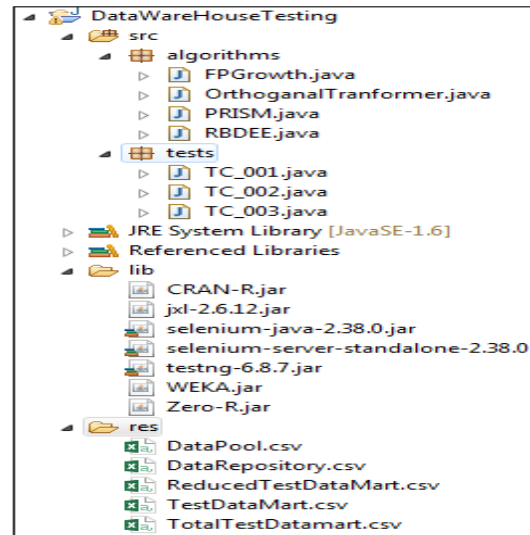 DataWareHouseTesting
src
algorithms
FPGrowth.java
OrthoganalTranformer.java
PRISM.java
RBDEE.java
tests
TC_001.java
TC_002.java
TC_003.java
JRE System Library [JavaSE-1.6]
Referenced Libraries
lib
CRAN-R.jar
jxl-2.6.12.jar
selenium-java-2.38.0.jar
selenium-server-standalone-2.38.0
testng-6.8.7.jar
WEKA.jar
Zero-R.jar
res
DataPool.csv
DataRepository.csv
ReducedTestDataMart.csv
TestDataMart.csv
TotalTestDatamart.csv